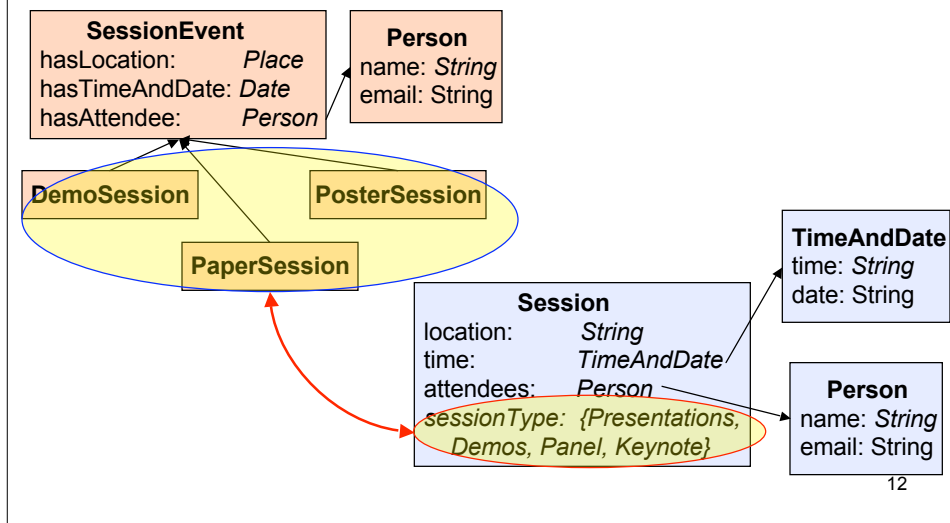 SessionEvent
hasLocation: Place
hasTimeAndDate: Date
hasAttendee: Person
Person
name: String
email: String
DemoSession
PosterSession
PaperSession
Session
location: String
time: TimeAndDate
attendees: Person
sessionType: {Presentations,
Demos, Panel, Keynote}
TimeAndDate
time: String
date: String
Person
name: String
email: String
12